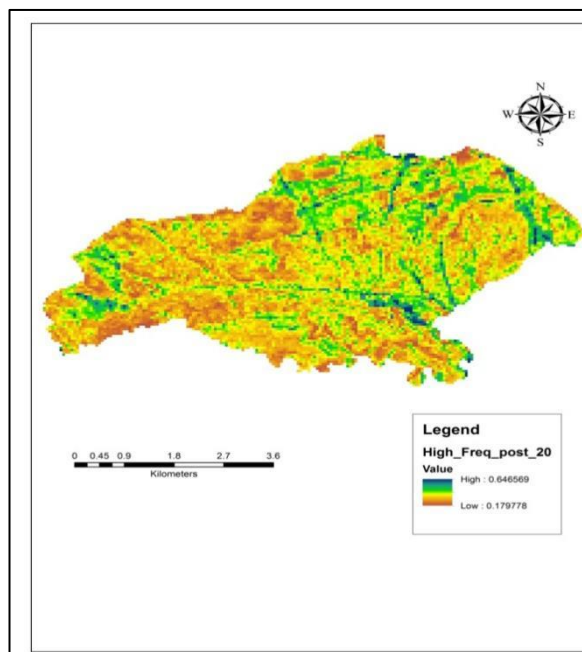 N
W E
S
0 0.45 0.9 1.8 2.7 3.6
Kilometers
Legend
High_Freq_post_20
Value
High : 0.646569
Low : 0.179778